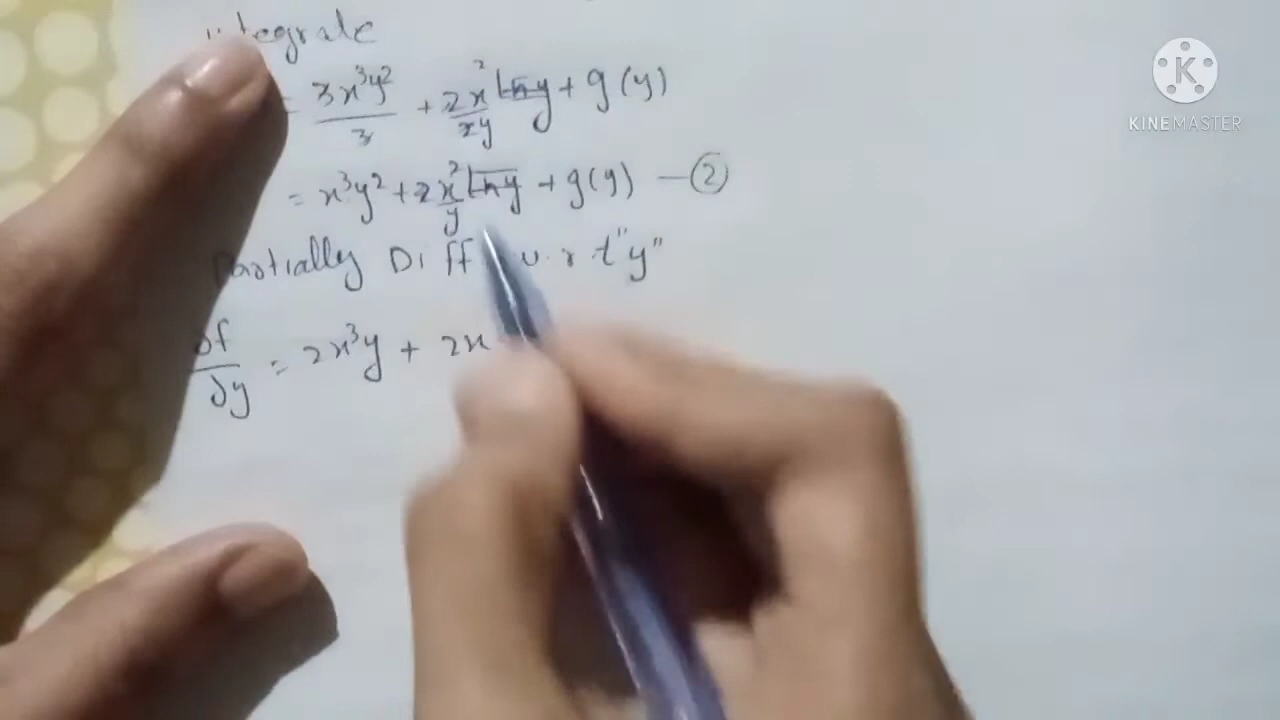 integrate
= 3x³y²/3 + 2x²/xy + g(y)
= x³y² + 2x²/y + g(y) — ②
Partially Diff w.r.t "y"
∂f/∂y = 2x³y + 2x
KINEMASTER